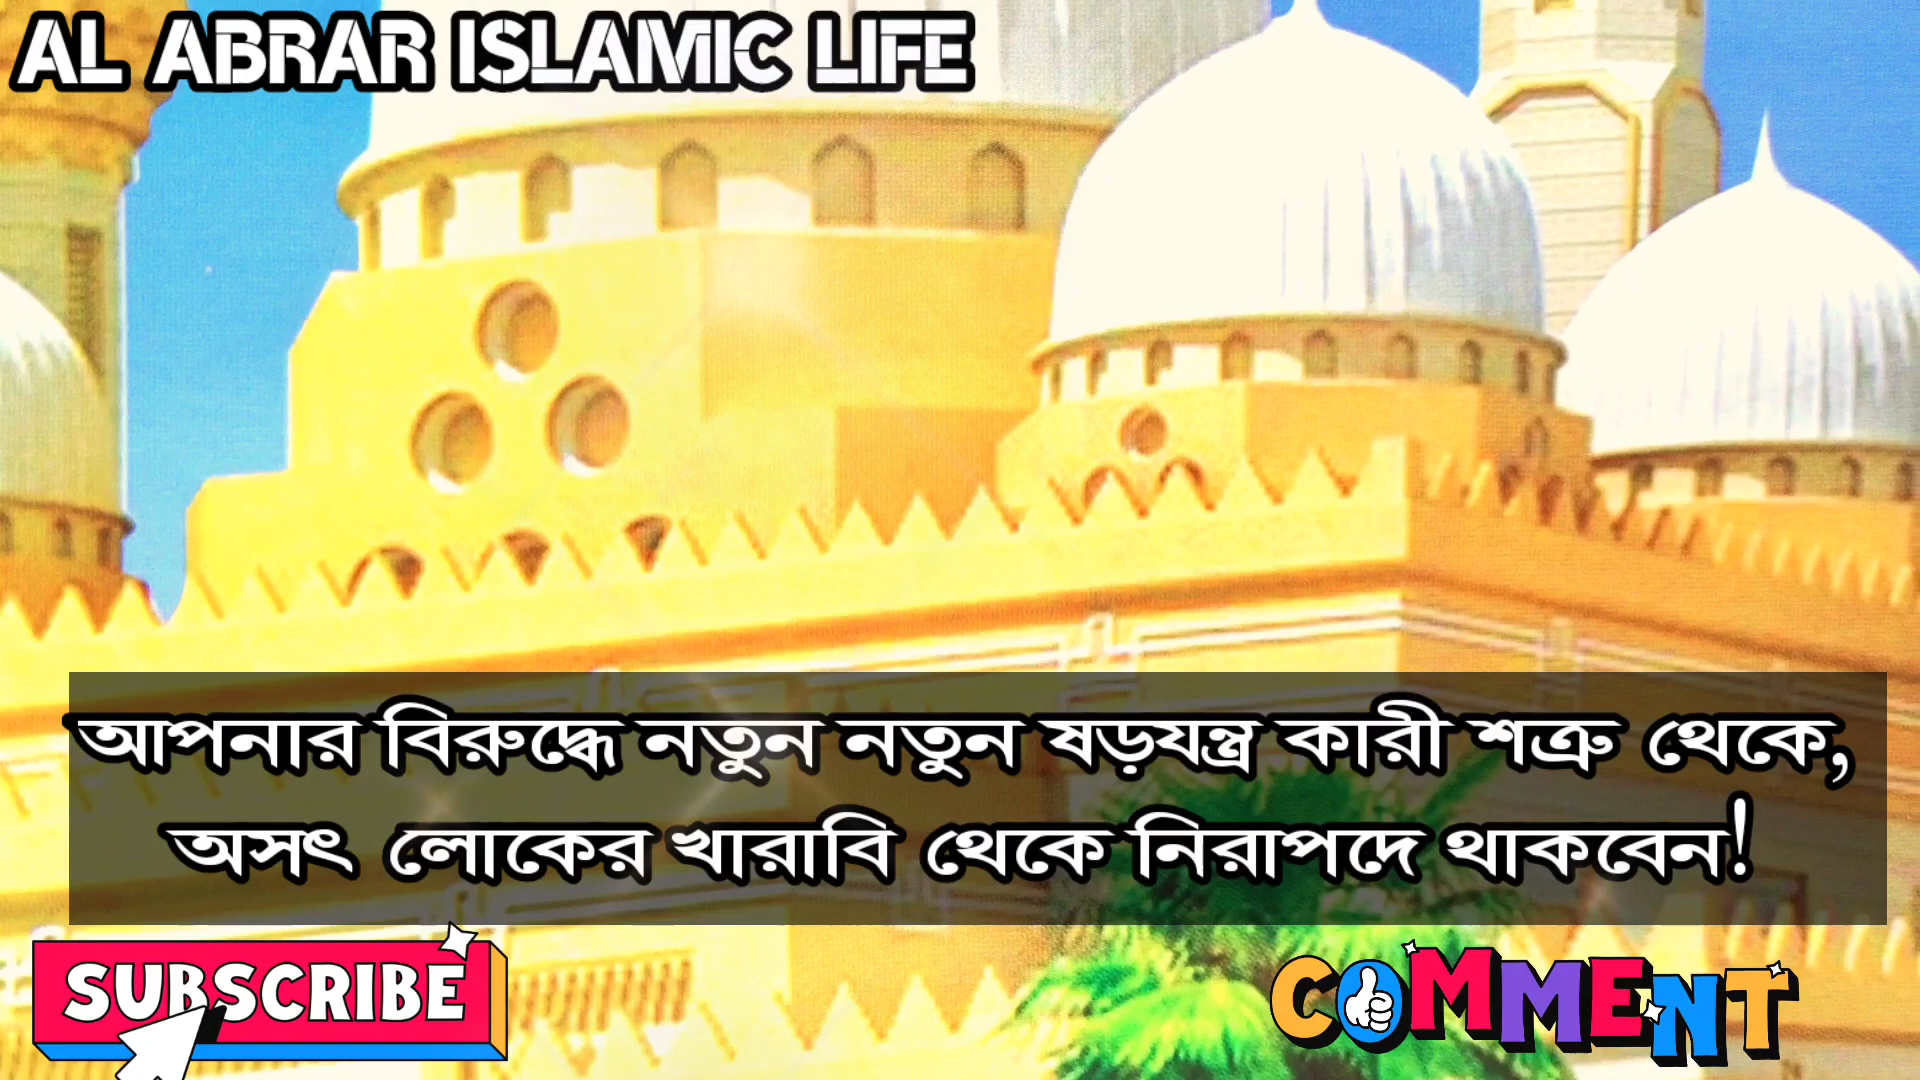 AL ABRAR ISLAMIC LIFE
আপনার বিরুদ্ধে নতুন নতুন ষড়যন্ত্র কারী শত্রু থেকে,
অসৎ লোকের খারাবি থেকে নিরাপদে থাকবেন!
SUBSCRIBE
COMMENT